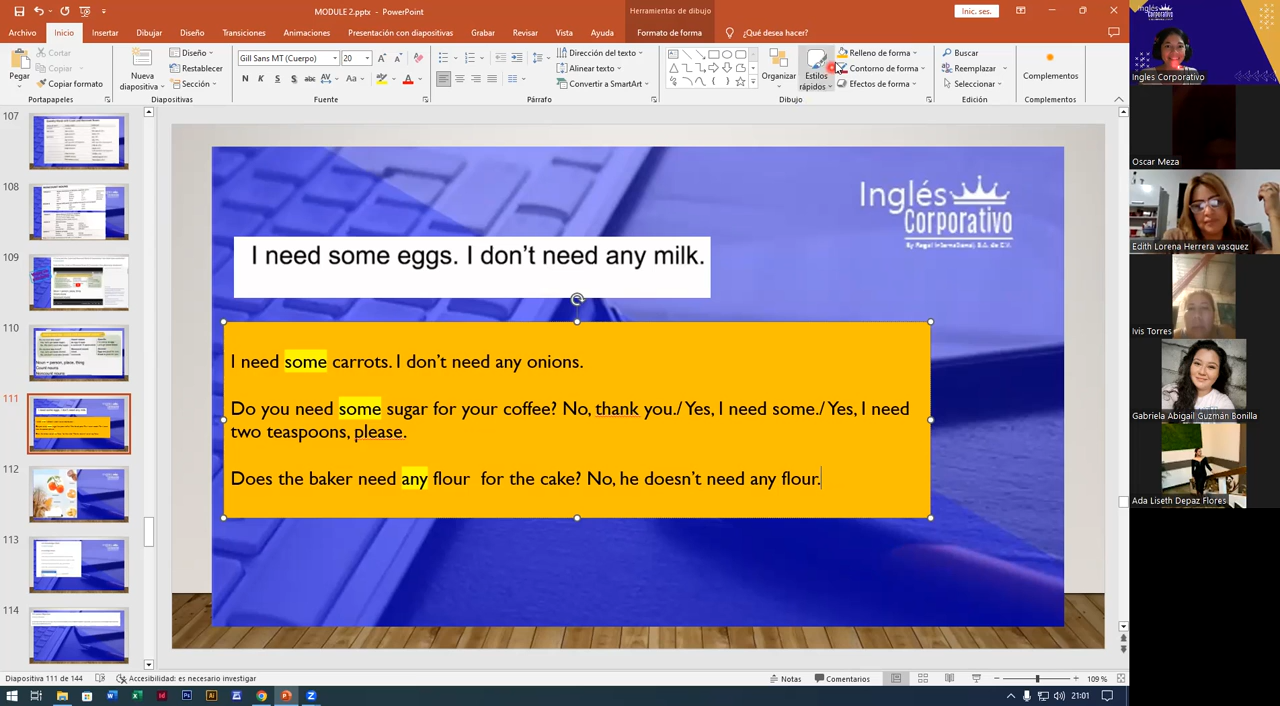 MODULE 2.pptx - PowerPoint
Herramientas de dibujo
Inic. ses.
Archivo Inicio Insertar Dibujar Diseño Transiciones Animaciones Presentación con diapositivas Grabar Revisar Vista Ayuda Formato de forma ¿Qué desea hacer?
Pegar
Cortar
Copiar
Copiar formato
Portapapeles
Nueva
diapositiva
Diseño
Restablecer
Sección
Diapositivas
Gill Sans MT (Cuerpo) 20
Fuente
Dirección del texto
Alinear texto
Convertir a SmartArt
Párrafo
Organizar
Estilos
rápidos
Relleno de forma
Contorno de forma
Efectos de forma
Dibujo
Buscar
Reemplazar
Seleccionar
Edición
Complementos
Complementos
107
108
109
110
111
112
113
114
Inglés
Corporativo
By Regal International S.A. de C.V.
I need some eggs. I don't need any milk.
I need some carrots. I don't need any onions.
Do you need some sugar for your coffee? No, thank you./ Yes, I need some./ Yes, I need
two teaspoons, please.
Does the baker need any flour for the cake? No, he doesn't need any flour.
Inglés Corporativo
Oscar Meza
Edith Lorena Herrera vasquez
Ivis Torres
Gabriela Abigail Guzman Bonilla
Ada Liseth Depaz Flores
Diapositiva 111 de 144
Accesibilidad: es necesario investigar
Notas
Comentarios
109 %
21:01